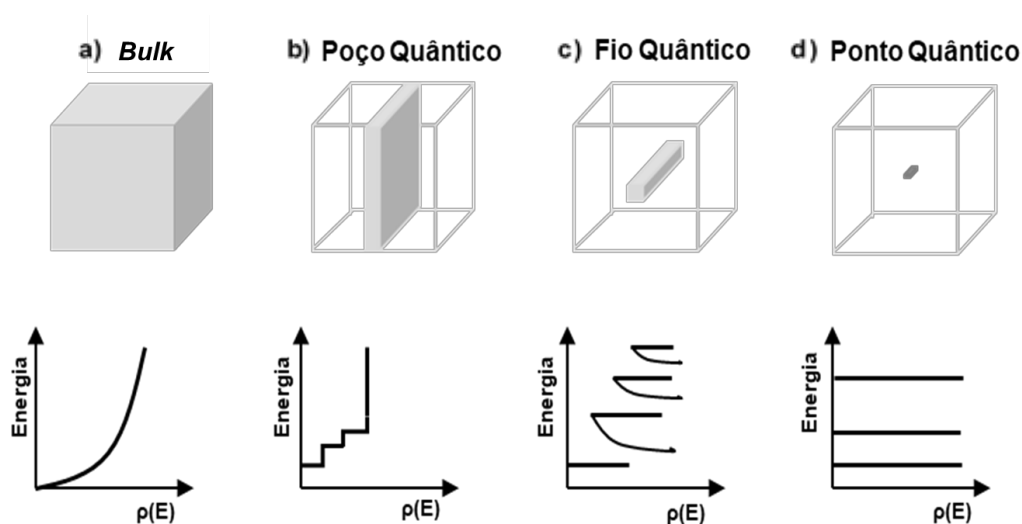 a) Bulk
b) Poço Quântico
c) Fio Quântico
d) Ponto Quântico
Energia
ρ(E)
Energia
ρ(E)
Energia
ρ(E)
Energia
ρ(E)